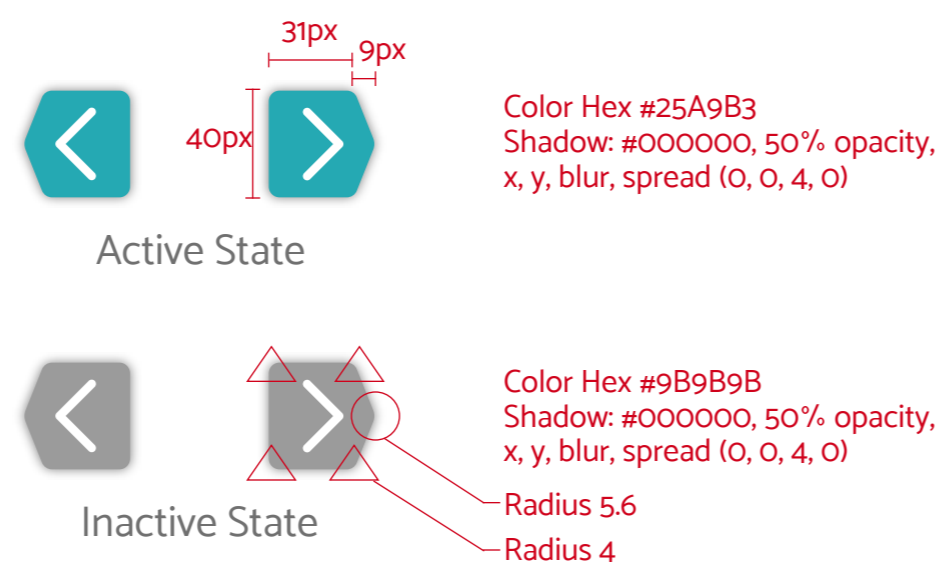 31px
9px
40px
Color Hex #25A9B3
Shadow: #000000, 50% opacity,
x, y, blur, spread (0, 0, 4, 0)
Active State
Color Hex #9B9B9B
Shadow: #000000, 50% opacity,
x, y, blur, spread (0, 0, 4, 0)
Radius 5.6
Inactive State
Radius 4